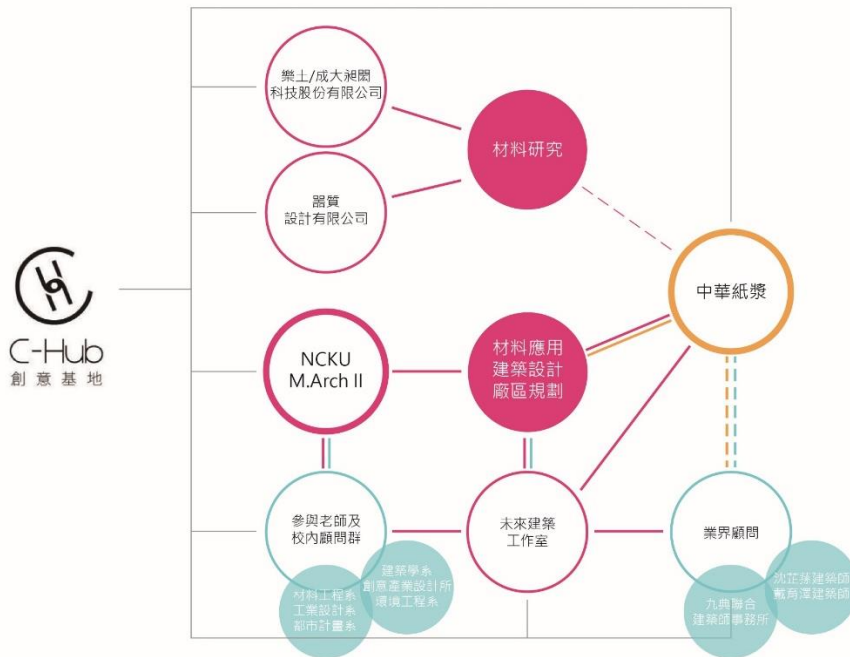 樂土/成大昶閎
科技股份有限公司
材料研究
器質
設計有限公司
中華紙漿
C-Hub
創意基地
NCKU
M.Arch II
材料應用
建築設計
廠區規劃
參與老師及
校內顧問群
未來建築
工作室
業界顧問
建築學系
創意產業設計所
環境工程系
材料工程系
工業設計系
都市計畫系
沈芷蓀建築師
戴育澤建築師
九典聯合
建築師事務所